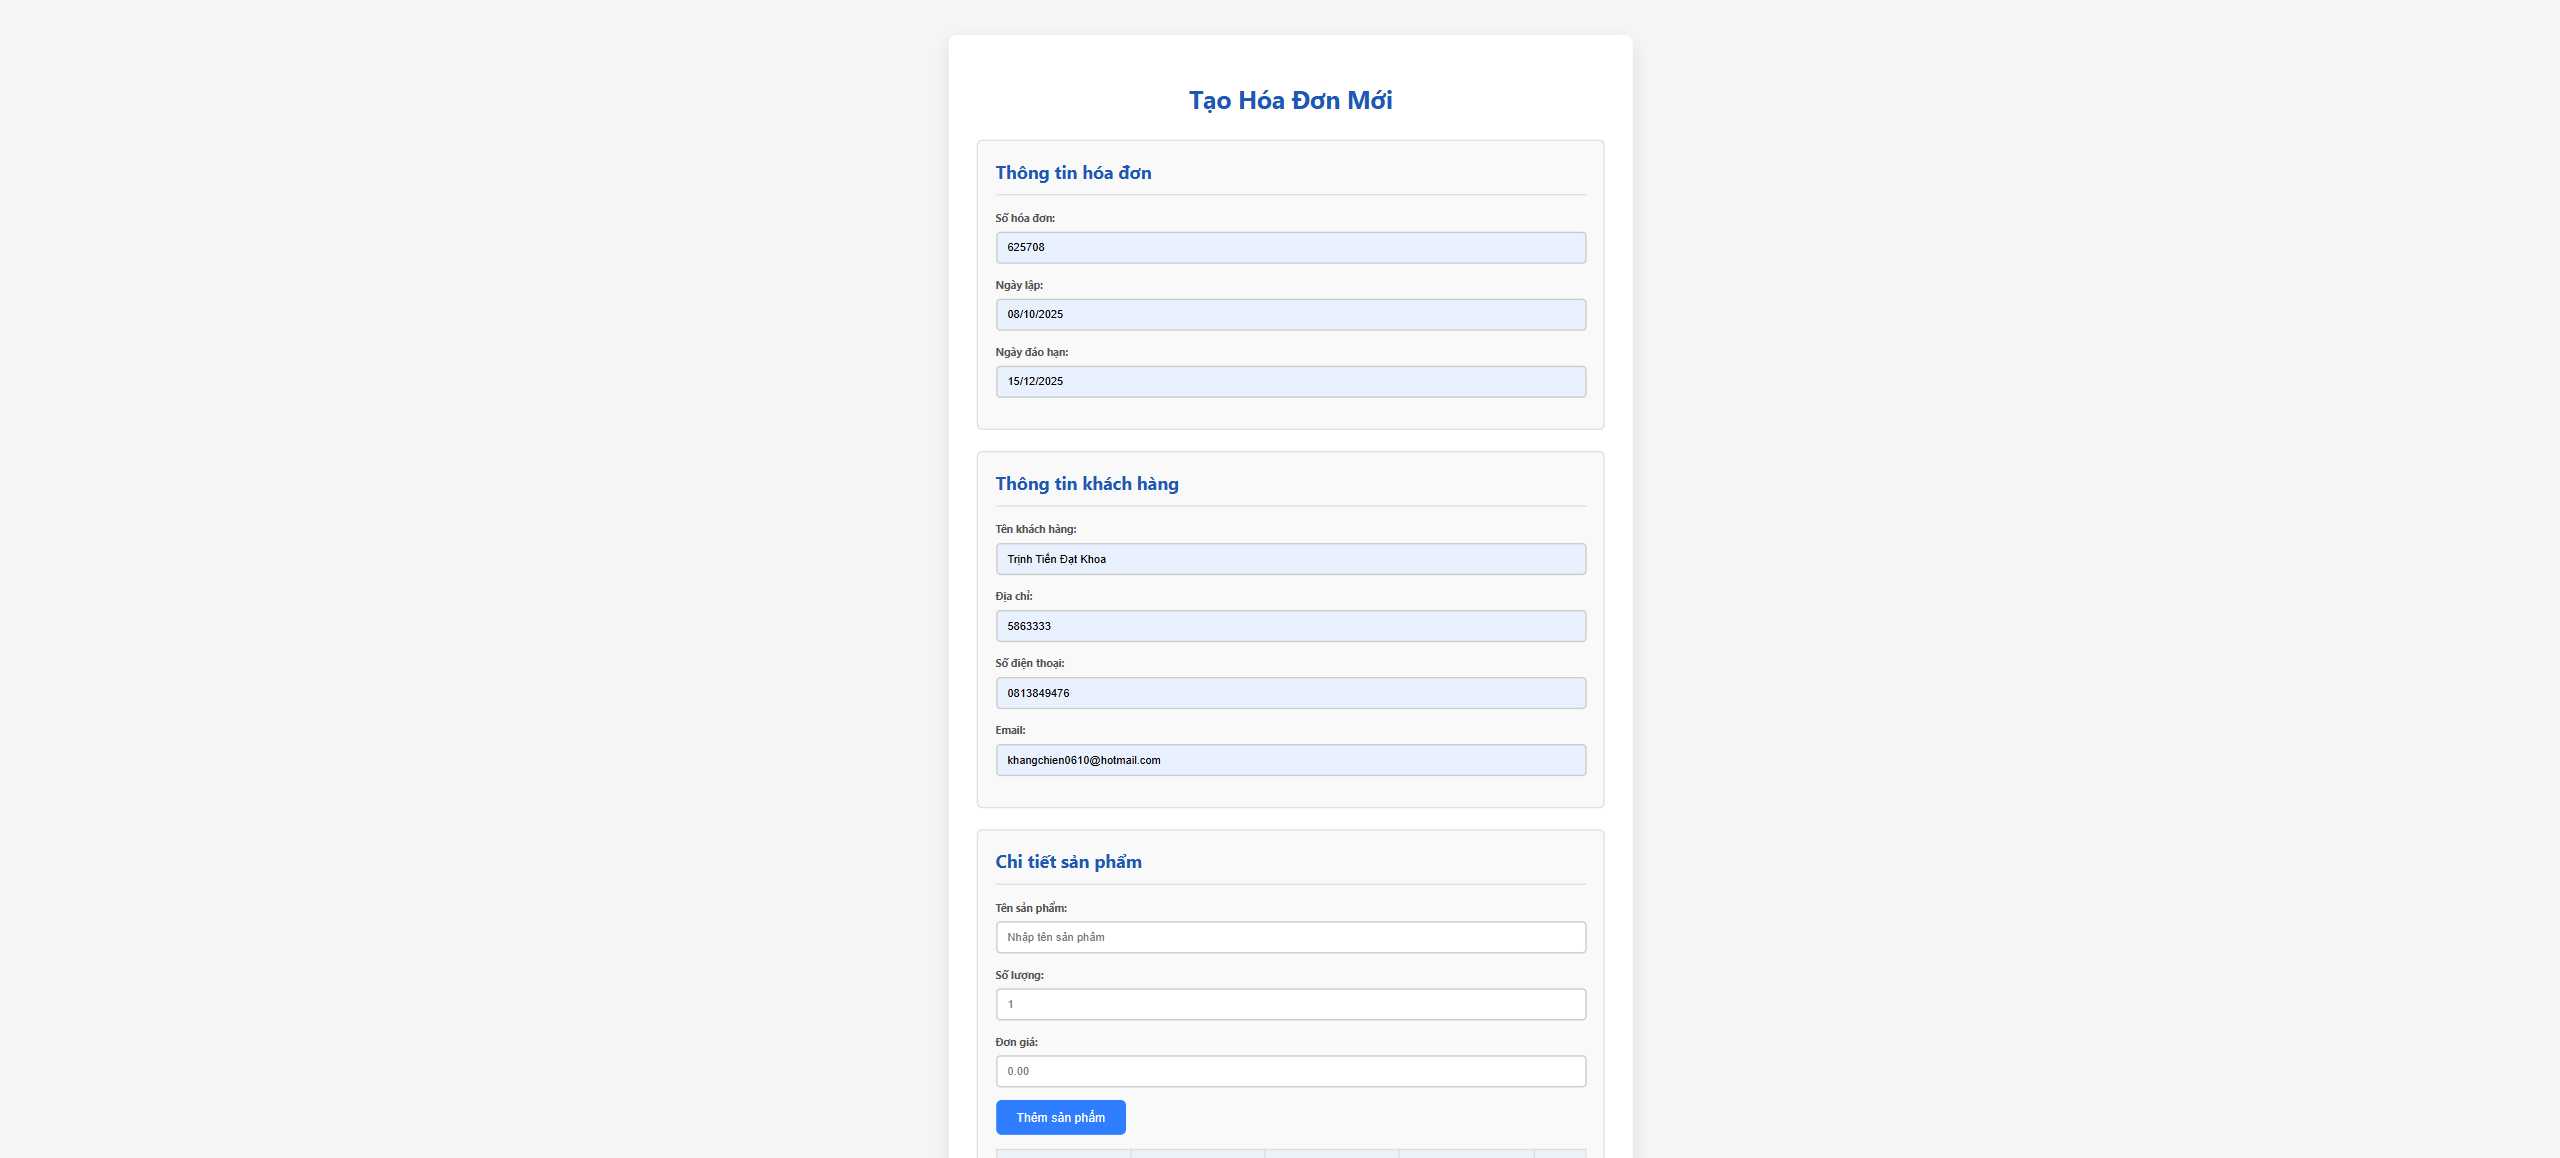 Tạo Hóa Đơn Mới
Thông tin hóa đơn
Số hóa đơn:
625708
Ngày lập:
08/10/2025
Ngày đáo hạn:
15/12/2025
Thông tin khách hàng
Tên khách hàng:
Trịnh Tiến Đạt Khoa
Địa chỉ:
5863333
Số điện thoại:
0813849476
Email:
khangchien0610@hotmail.com
Chi tiết sản phẩm
Tên sản phẩm:
Nhập tên sản phẩm
Số lượng:
1
Đơn giá:
0.00
Thêm sản phẩm